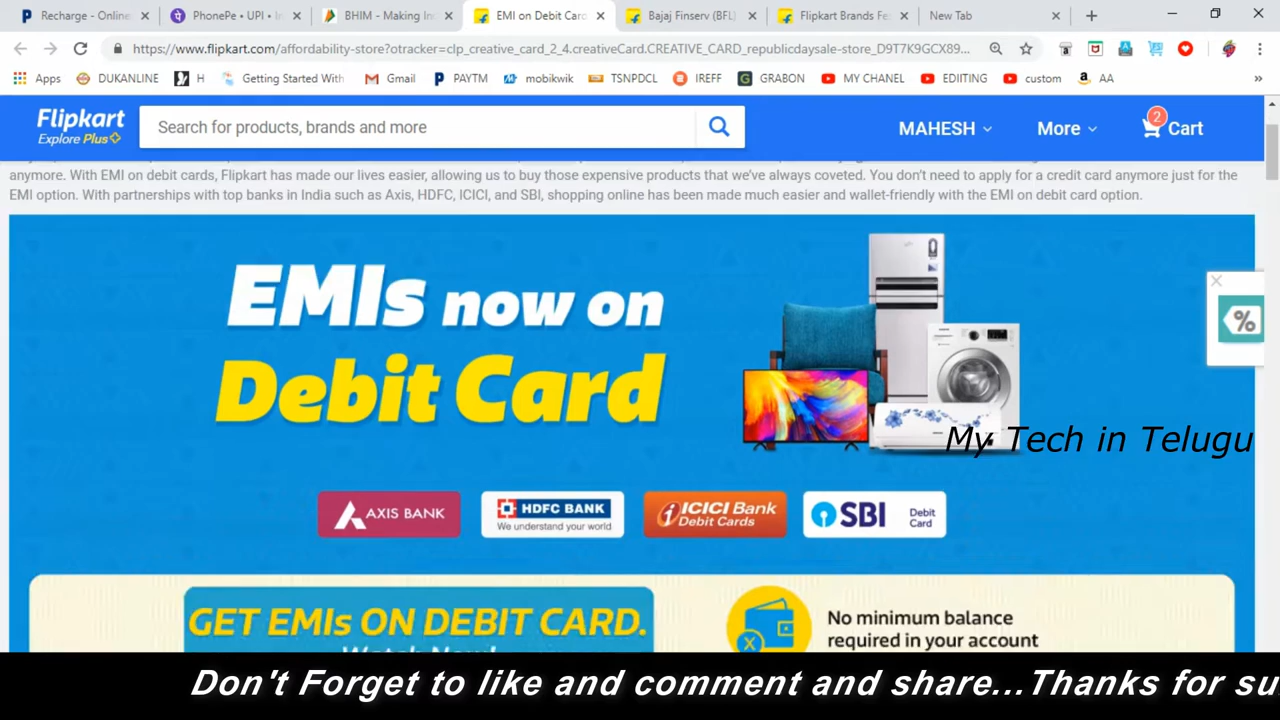 Recharge - Online
PhonePe • UPI •
BHIM - Making In
EMI on Debit Card
Bajaj Finserv (BFL)
Flipkart Brands Fe
New Tab
https://www.flipkart.com/affordability-store?otracker=clp_creative_card_2_4.creativeCard.CREATIVE_CARD_republicdaysale-store_D9T7K9GCX89...
Apps
DUKANLINE
H
Getting Started With
Gmail
PAYTM
mobikwik
TSNPDCL
IREFF
GRABON
MY CHANEL
EDIITING
custom
AA
»
Flipkart
Explore Plus
Search for products, brands and more
MAHESH
More
2
Cart
anymore. With EMI on debit cards, Flipkart has made our lives easier, allowing us to buy those expensive products that we've always coveted. You don't need to apply for a credit card anymore just for the
EMI option. With partnerships with top banks in India such as Axis, HDFC, ICICI, and SBI, shopping online has been made much easier and wallet-friendly with the EMI on debit card option.
EMIs now on
Debit Card
%
My Tech in Telugu
AXIS BANK
HDFC BANK
We understand your world
ICICI Bank
Debit Cards
SBI
Debit
Card
GET EMIs ON DEBIT CARD.
Watch Now!
No minimum balance
required in your account
Don't Forget to like and comment and share...Thanks for su